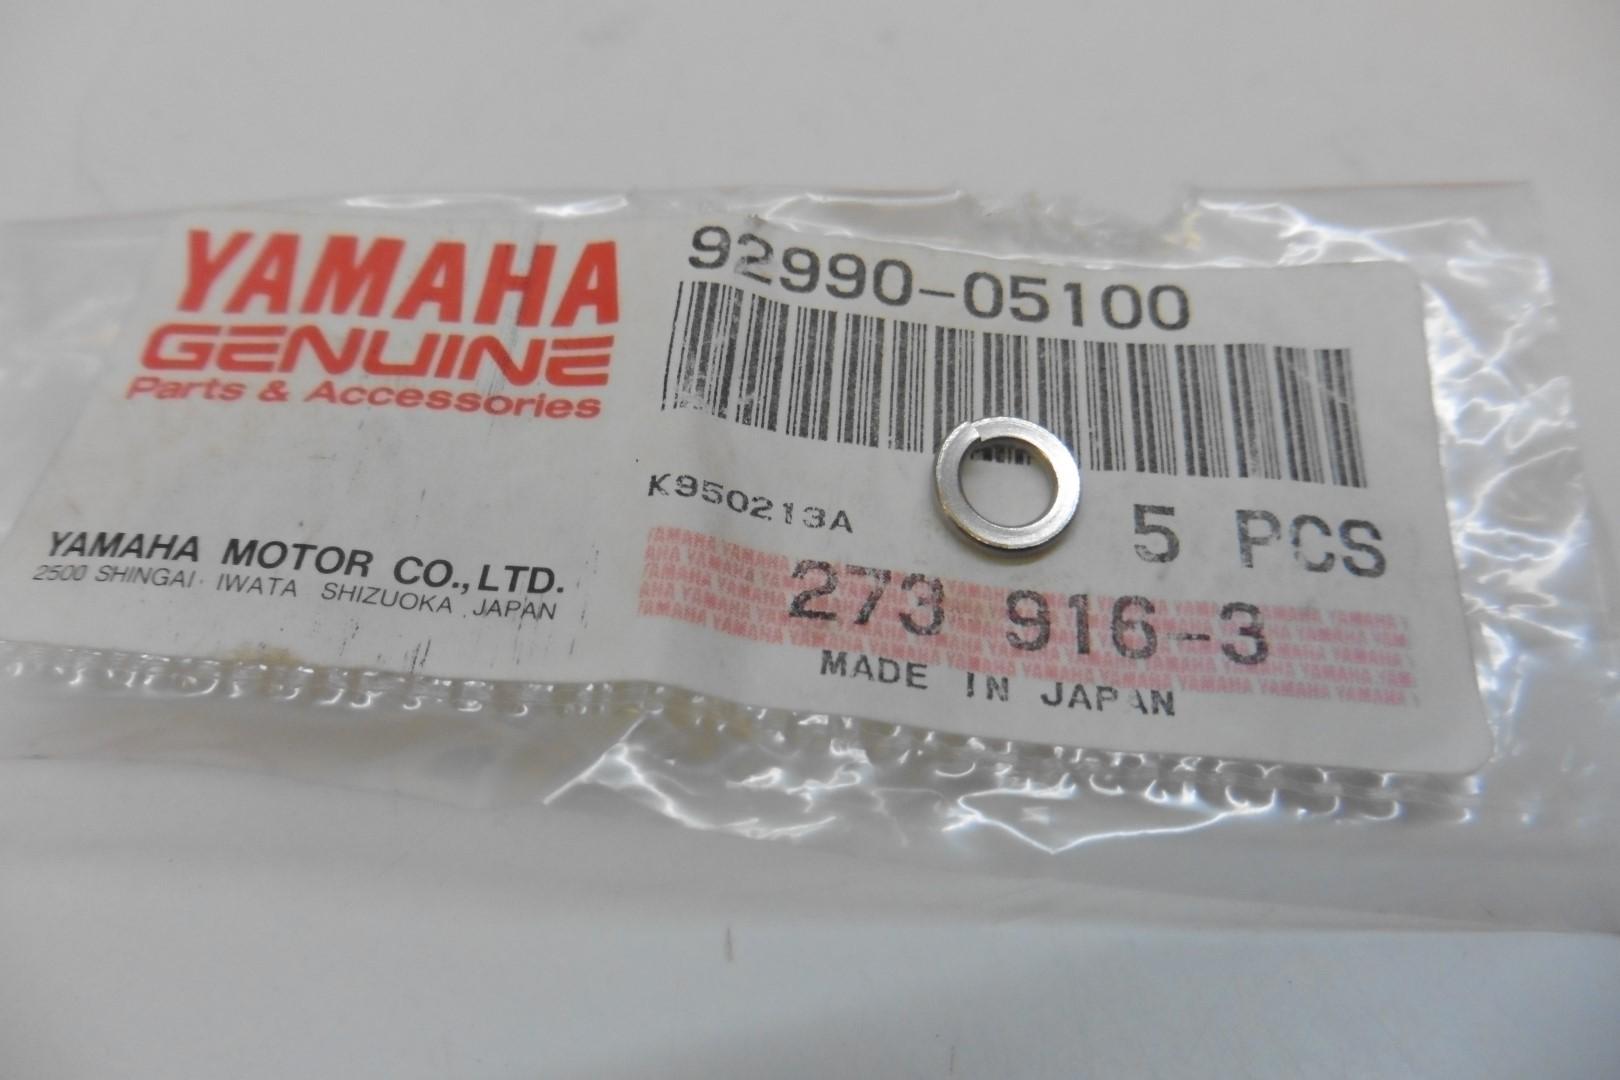 YAMAHA
GENUINE
Parts & Accessories
YAMAHA MOTOR CO., LTD.
2500 SHINGAI IWATA SHIZUOKA JAPAN
92990-05100
K950213A
5 PCS
273 916-3
MADE IN JAPAN